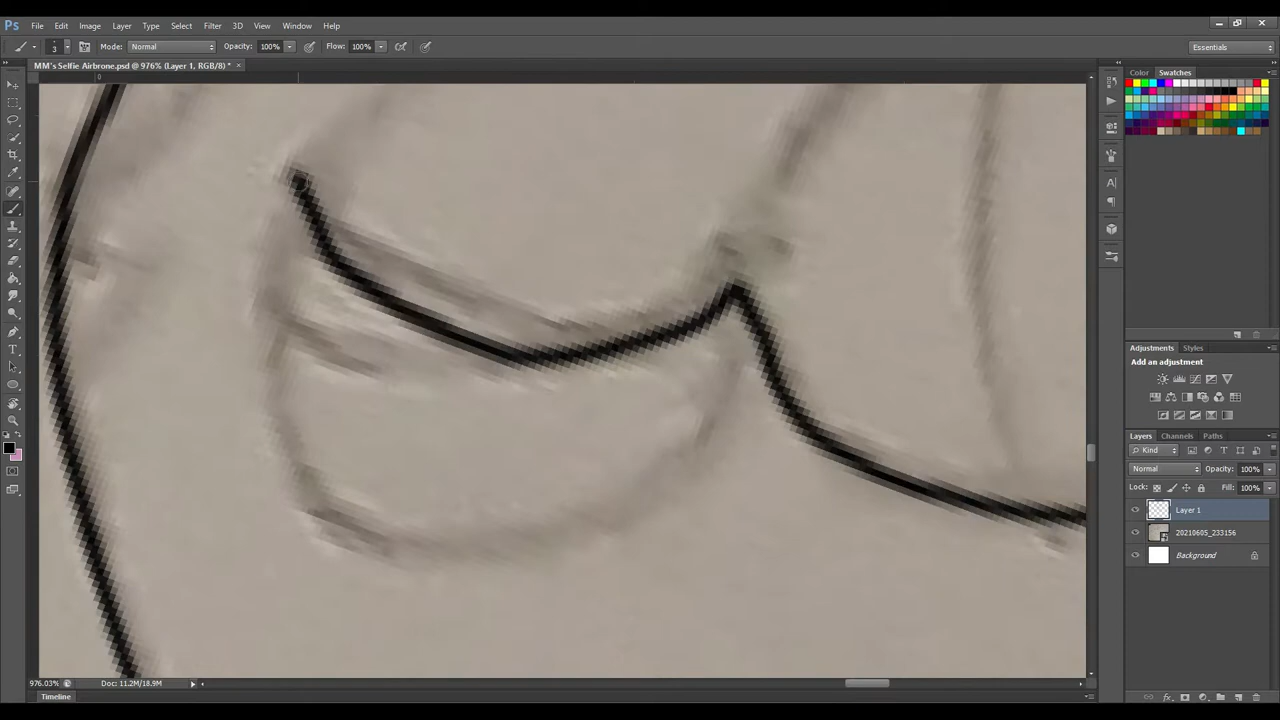 Ps File Edit Image Layer Type Select Filter 3D View Window Help
3 Mode: Normal Opacity: 100% Flow: 100% Essentials
MM's Selfie Airbrone.psd @ 976% (Layer 1, RGB/8) * ×
0
Color Swatches
Adjustments Styles
Add an adjustment
Layers Channels Paths
Kind
Normal Opacity: 100%
Lock: Fill: 100%
Layer 1
20210605_233156
Background
976.03% Doc: 11.2M/18.9M
Timeline